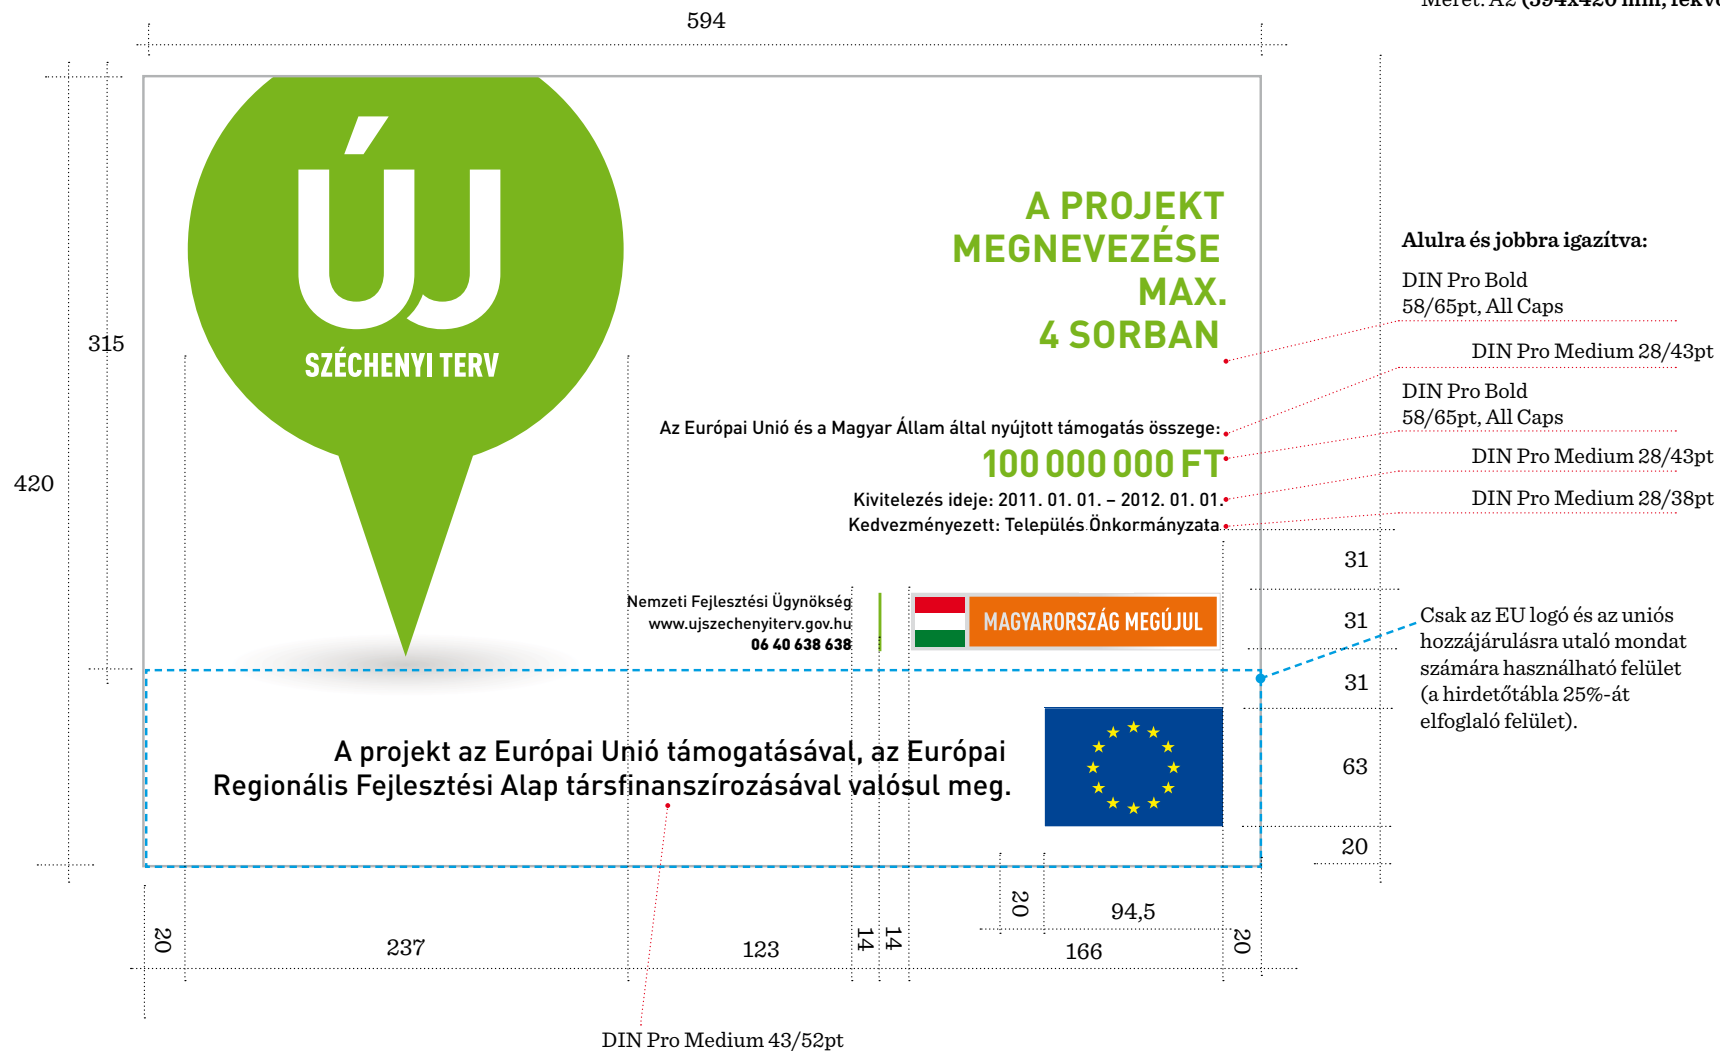 Méret: A2 (594x420 mm, fekvő
594
315
420
ÚJ
SZÉCHENYI TERV
A PROJEKT
MEGNEVEZÉSE
MAX.
4 SORBAN
Az Európai Unió és a Magyar Állam által nyújtott támogatás összege:
100 000 000 FT
Kivitelezés ideje: 2011. 01. 01. – 2012. 01. 01.
Kedvezményezett: Település Önkormányzata
Nemzeti Fejlesztési Ügynökség
www.ujszechenyiterv.gov.hu
06 40 638 638
MAGYARORSZÁG MEGÚJUL
A projekt az Európai Unió támogatásával, az Európai
Regionális Fejlesztési Alap társfinanszírozásával valósul meg.
Alulra és jobbra igazítva:
DIN Pro Bold
58/65pt, All Caps
DIN Pro Medium 28/43pt
DIN Pro Bold
58/65pt, All Caps
DIN Pro Medium 28/43pt
DIN Pro Medium 28/38pt
31
31
31
63
20
Csak az EU logó és az uniós
hozzájárulásra utaló mondat
számára használható felület
(a hirdetőtábla 25%-át
elfoglaló felület).
20
94,5
20
237
123
14
14
166
20
DIN Pro Medium 43/52pt